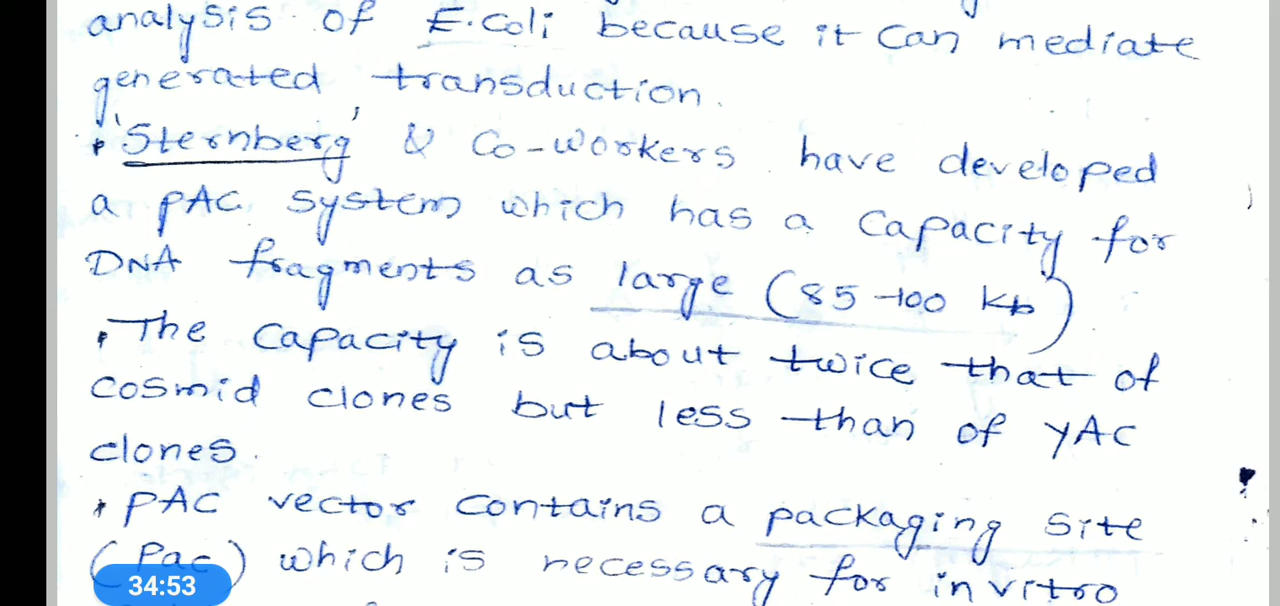 analysis of E.coli because it can mediate
generated transduction.
'Sternberg' & Co-workers have developed
a PAC system which has a capacity for
DNA fragments as large (85-100 kb)
The capacity is about twice that of
cosmid clones but less than of YAC
clones.
* PAC vector contains a packaging site
(Pac) which is necessary for in vitro
34:53